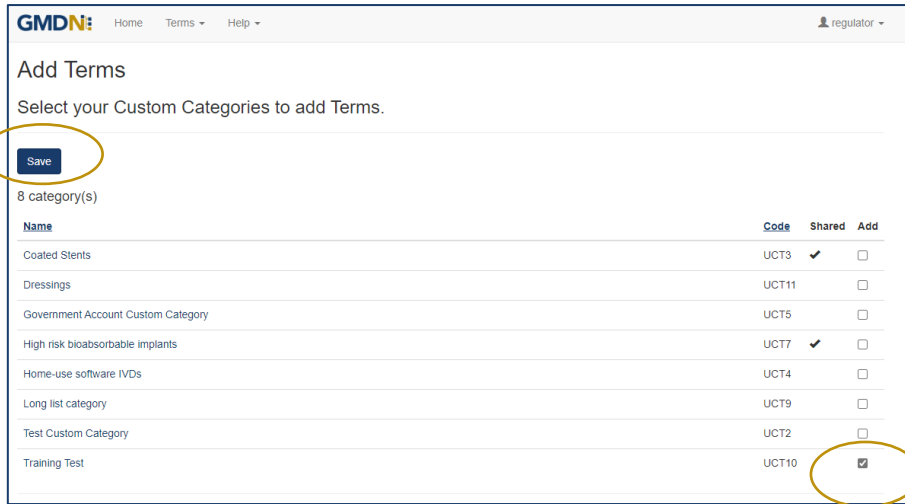 GMDN Home Terms Help regulator
Add Terms
Select your Custom Categories to add Terms.
Save
8 category(s)
Name Code Shared Add
Coated Stents UCT3
Dressings UCT11
Government Account Custom Category UCT5
High risk bioabsorbable implants UCT7
Home-use software IVDs UCT4
Long list category UCT9
Test Custom Category UCT2
Training Test UCT10